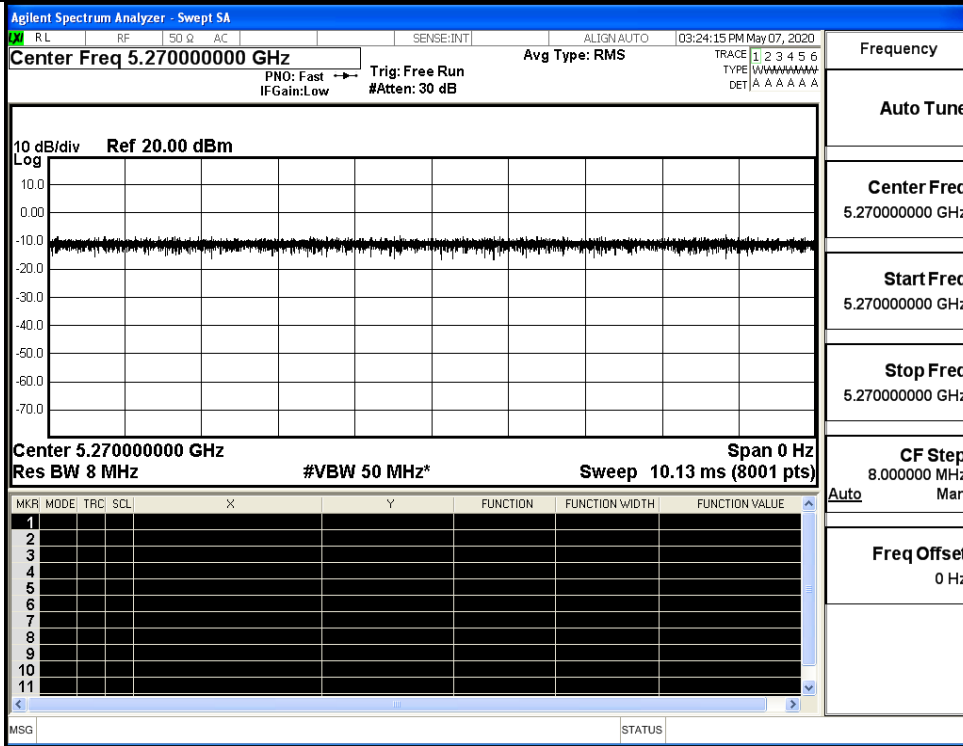 Agilent Spectrum Analyzer - Swept SA
LXI RL RF 50 Ω AC SENSE:INT ALIGN AUTO 03:24:15 PM May 07, 2020
Center Freq 5.270000000 GHz
PNO: Fast
IFGain:Low
Trig: Free Run
#Atten: 30 dB
Avg Type: RMS
TRACE 1 2 3 4 5 6
TYPE WWWWWW
DET A A A A A A
10 dB/div Ref 20.00 dBm
Log
10.0
0.00
-10.0
-20.0
-30.0
-40.0
-50.0
-60.0
-70.0
Center 5.270000000 GHz Span 0 Hz
Res BW 8 MHz #VBW 50 MHz* Sweep 10.13 ms (8001 pts)
MKR MODE TRC SCL X Y FUNCTION FUNCTION WIDTH FUNCTION VALUE
1
2
3
4
5
6
7
8
9
10
11
MSG STATUS
Frequency
Auto Tune
Center Freq
5.270000000 GHz
Start Freq
5.270000000 GHz
Stop Freq
5.270000000 GHz
CF Step
8.000000 MHz
Auto Man
Freq Offset
0 Hz